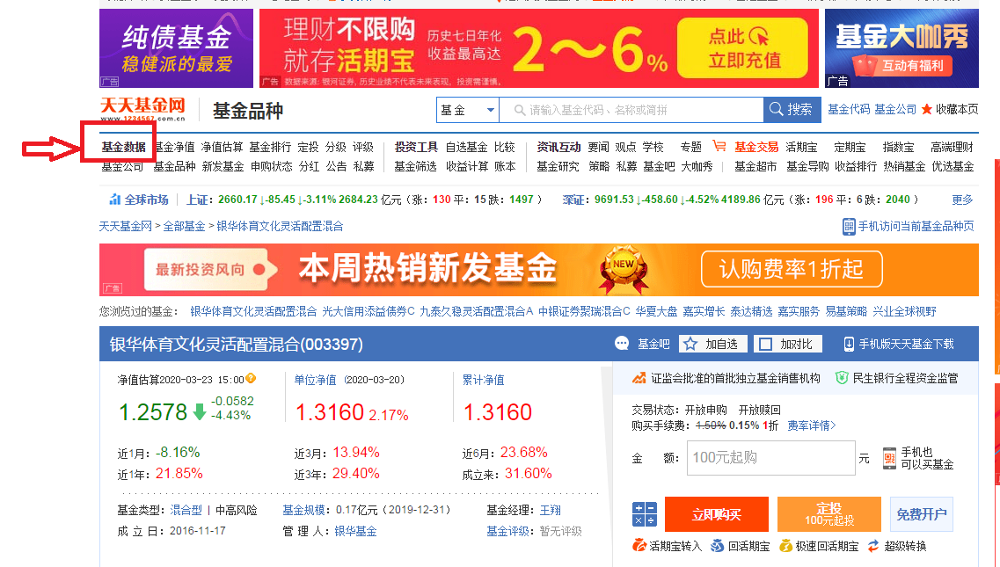 纯债基金
稳健派的最爱
广告
理财不限购
就存活期宝
历史七日年化
收益最高达
2～6%
点此
立即充值
广告 数据来源: 银河证券, 历史业绩不代表未来表现, 投资需谨慎。
基金大咖秀
互动有福利
广告
天天基金网
www.1234567.com.cn
基金品种
基金
请输入基金代码、名称或简拼
搜索
基金代码 基金公司 收藏本页
基金数据 基金净值 净值估算 基金排行 定投 分级 评级 投资工具 自选基金 比较 资讯互动 要闻 观点 学校 专题 基金交易 活期宝 定期宝 指数宝 高端理财
基金公司 基金品种 新发基金 申购状态 分红 公告 私募 基金筛选 收益计算 账本 基金研究 策略 私募 基金吧 大咖秀 基金超市 基金导购 收益排行 热销基金 优选基金
全球市场 上证：2660.17↓-85.45↓-3.11% 2684.23 亿元（涨：130 平：15 跌：1497 ） 深证：9691.53↓-458.60↓-4.52% 4189.86 亿元（涨：196 平：6 跌：2040 ） 更多
天天基金网 > 全部基金 > 银华体育文化灵活配置混合
手机访问当前基金品种页
最新投资风向
本周热销新发基金
NEW
认购费率1折起
广告
您浏览过的基金： 银华体育文化灵活配置混合 光大信用添益债券C 九泰久稳灵活配置混合A 中银证券聚瑞混合C 华夏大盘 嘉实增长 泰达精选 嘉实服务 易基策略 兴业全球视野
银华体育文化灵活配置混合(003397)
基金吧 加自选 加对比 手机版天天基金下载
净值估算2020-03-23 15:00
1.2578
-0.0582
-4.43%
单位净值 (2020-03-20)
1.3160 2.17%
累计净值
1.3160
近1月：-8.16% 近3月：13.94% 近6月：23.68%
近1年：21.85% 近3年：29.40% 成立来：31.60%
基金类型：混合型 | 中高风险 基金规模：0.17亿元（2019-12-31） 基金经理：王翔
成 立 日：2016-11-17 管 理 人：银华基金 基金评级：暂无评级
证监会批准的首批独立基金销售机构 民生银行全程资金监管
交易状态：开放申购 开放赎回
购买手续费：1.50% 0.15% 1折 费率详情>
金 额： 100元起购 元
手机也
可以买基金
立即购买
定投
100元起投
免费开户
活期宝转入 回活期宝 极速回活期宝 超级转换